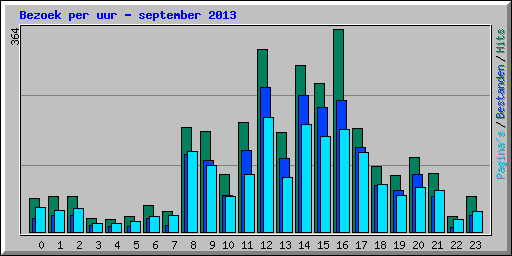 Bezoek per uur - september 2013
364
Pagina's / Bestanden / Hits
0 1 2 3 4 5 6 7 8 9 10 11 12 13 14 15 16 17 18 19 20 21 22 23